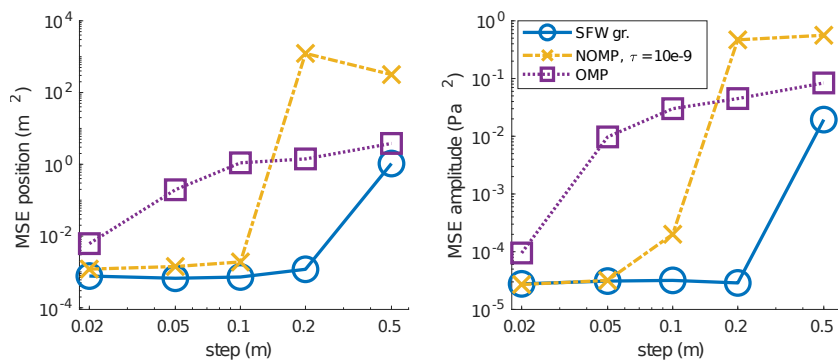 10^4
10^2
10^0
10^-2
10^-4
MSE position (m^2)
0.02 0.05 0.1 0.2 0.5
step (m)
10^0
10^-1
10^-2
10^-3
10^-4
10^-5
MSE amplitude (Pa^2)
SFW gr.
NOMP, τ = 10e-9
OMP
0.02 0.05 0.1 0.2 0.5
step (m)